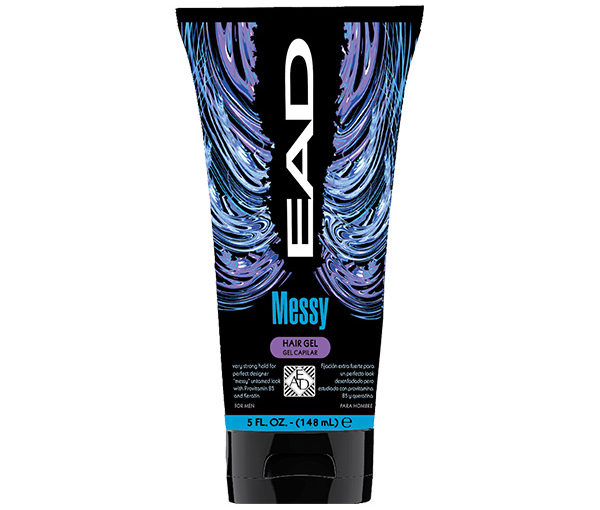 EAD
Messy
HAIR GEL
GEL CAPILAR
very strong hold for
perfect designer
"messy" untamed look
with Provitamin B5
and Keratin
FOR MEN
EAD
fijación extra fuerte para
un perfecto look
desenfadado pero
estudiado con provitamina
B5 y queratina
PARA HOMBRE
5 FL. OZ. - (148 mL) ℮